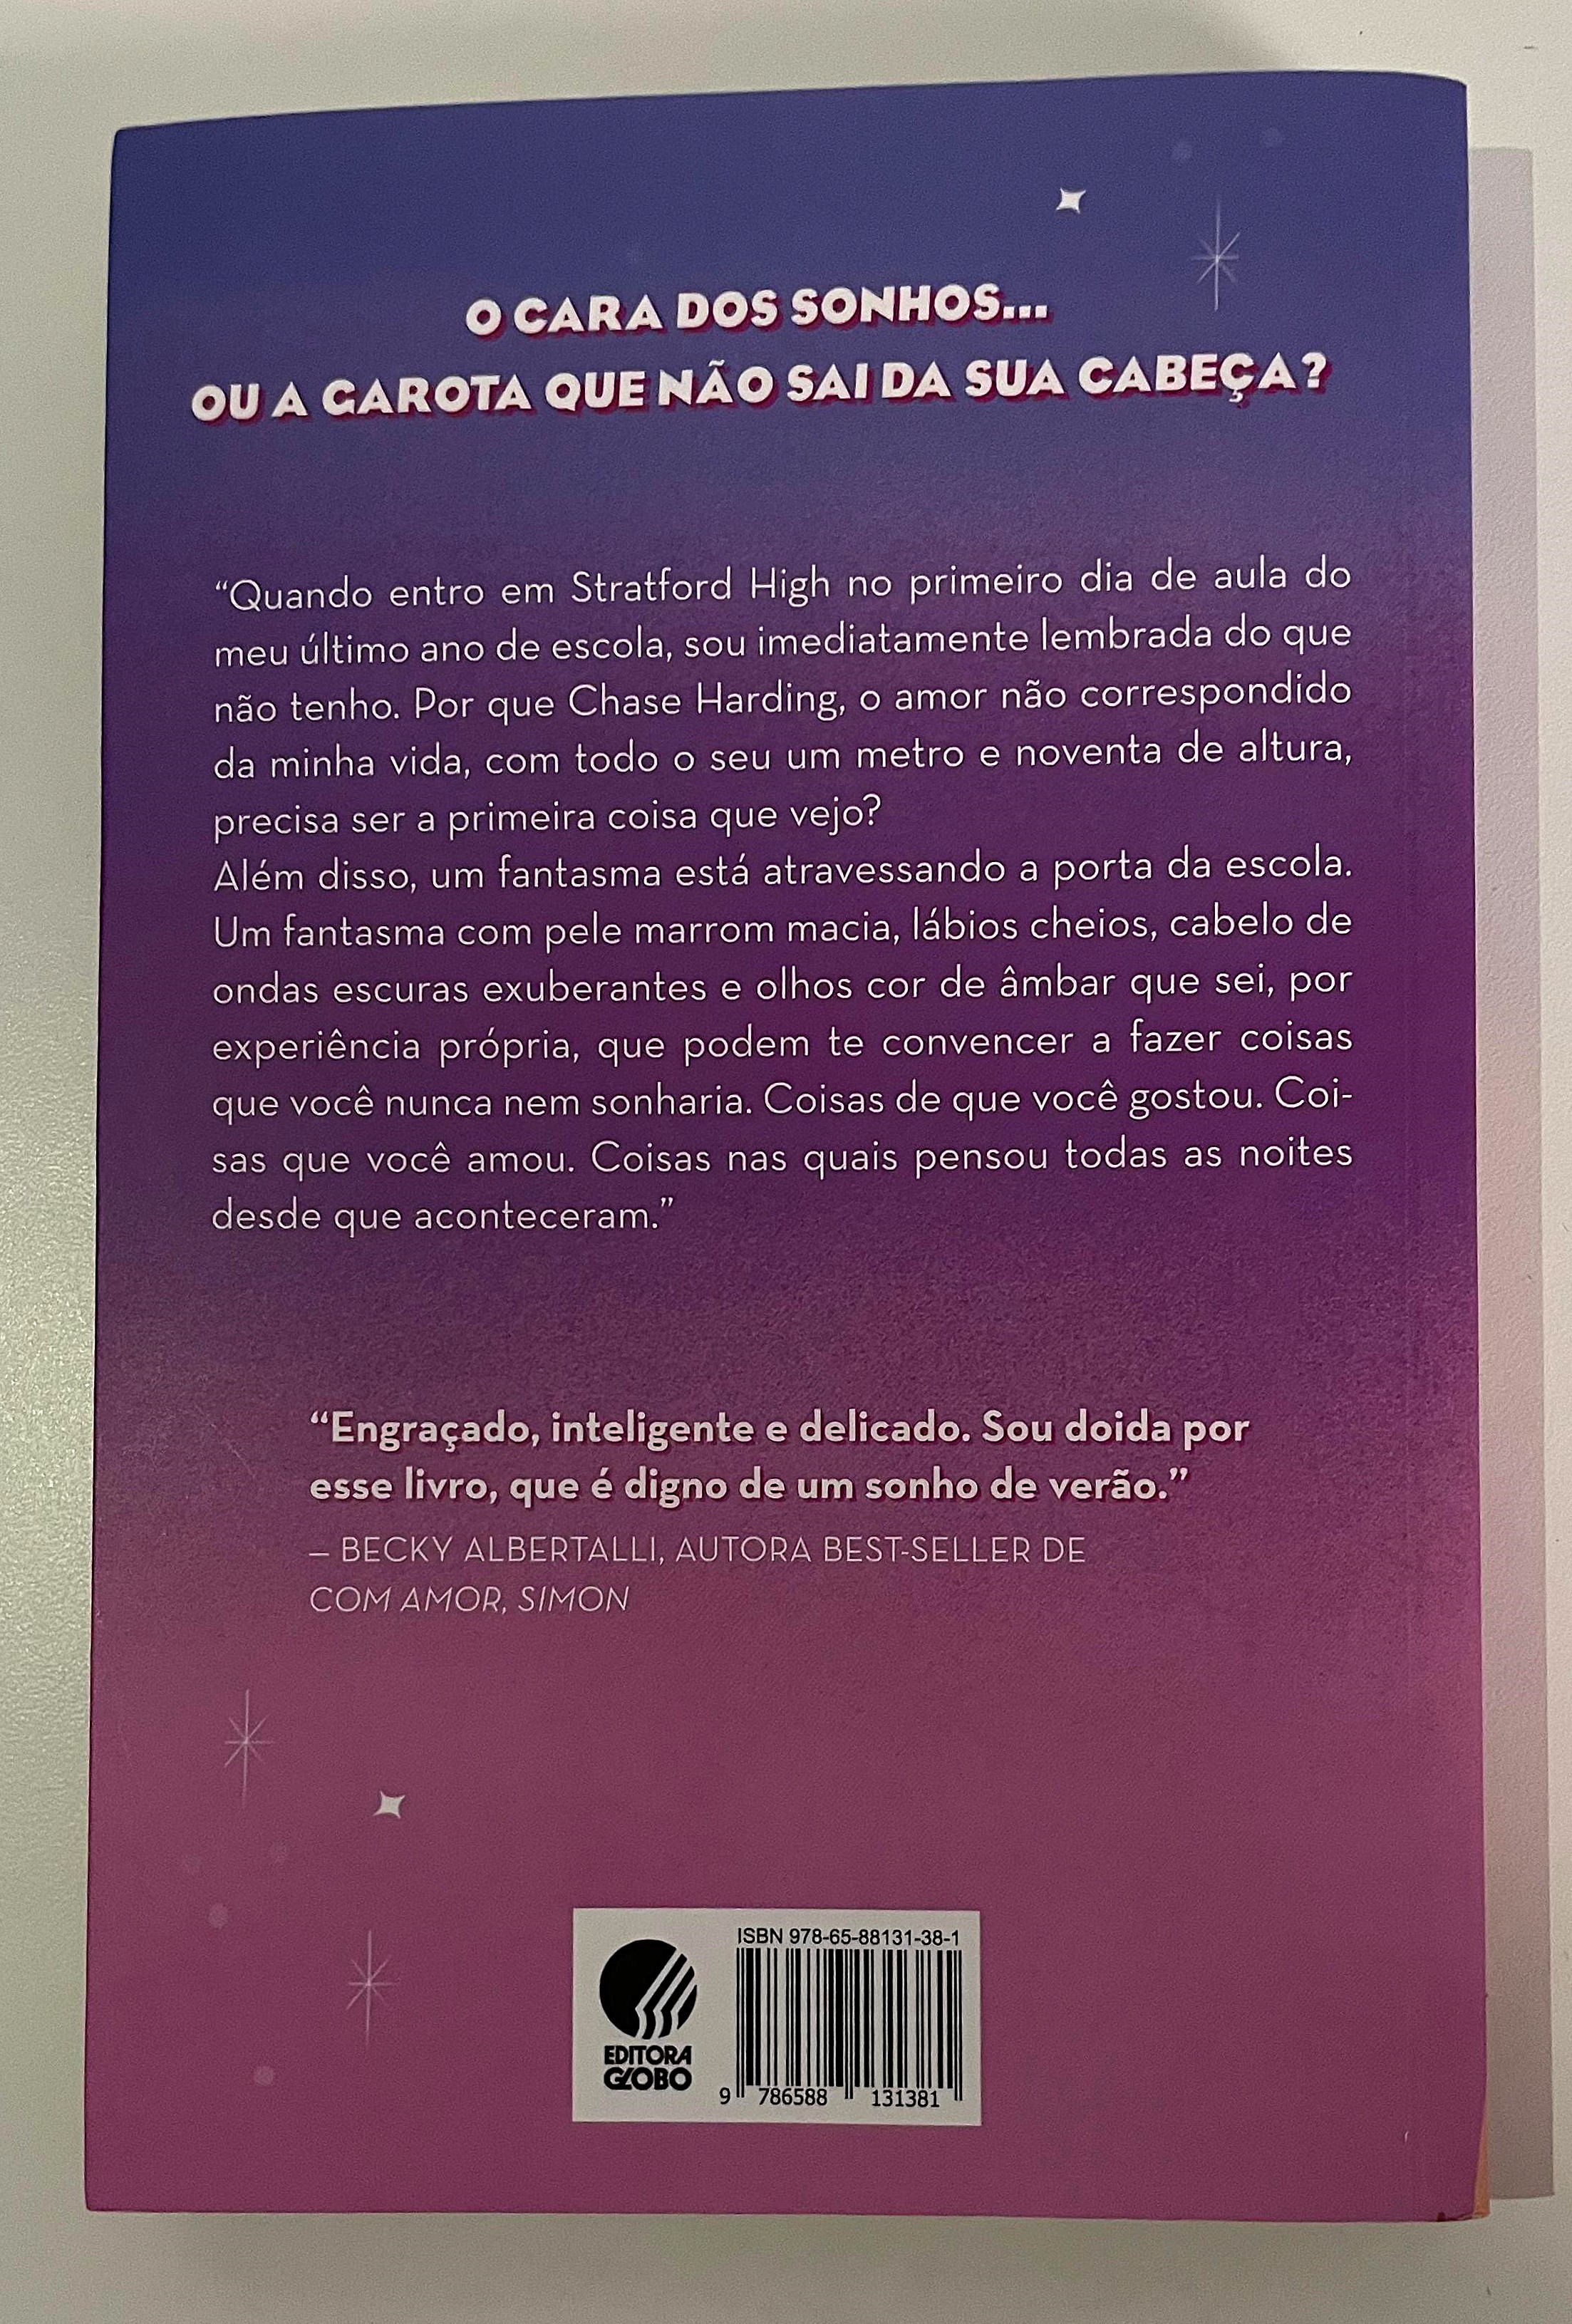 O CARA DOS SONHOS...
OU A GAROTA QUE NÃO SAI DA SUA CABEÇA?
“Quando entro em Stratford High no primeiro dia de aula do
meu último ano de escola, sou imediatamente lembrada do que
não tenho. Por que Chase Harding, o amor não correspondido
da minha vida, com todo o seu um metro e noventa de altura,
precisa ser a primeira coisa que vejo?
Além disso, um fantasma está atravessando a porta da escola.
Um fantasma com pele marrom macia, lábios cheios, cabelo de
ondas escuras exuberantes e olhos cor de âmbar que sei, por
experiência própria, que podem te convencer a fazer coisas
que você nunca nem sonharia. Coisas de que você gostou. Coi-
sas que você amou. Coisas nas quais pensou todas as noites
desde que aconteceram.”
“Engraçado, inteligente e delicado. Sou doida por
esse livro, que é digno de um sonho de verão.”
– BECKY ALBERTALLI, AUTORA BEST-SELLER DE
COM AMOR, SIMON
ISBN 978-65-88131-38-1
EDITORA
GLOBO
9 786588 131381